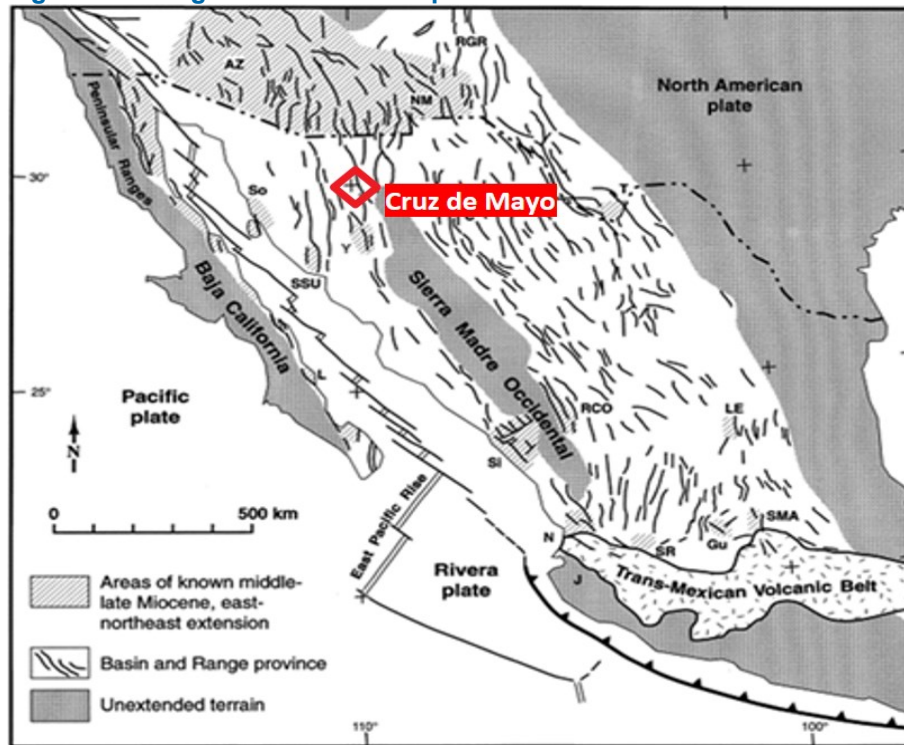 RGR
AZ
North American
plate
NM
Peninsular Ranges
30°
T
So
Cruz de Mayo
Y
SSU
Sierra Madre Occidental
Baja California
L
25°
RCO
LE
Pacific
plate
N
Si
0 500 km
East Pacific Rise
SMA
N
SR
Gu
Rivera
plate
J
Trans-Mexican Volcanic Belt
Areas of known middle-
late Miocene, east-
northeast extension
Basin and Range province
Unextended terrain
110°
100°